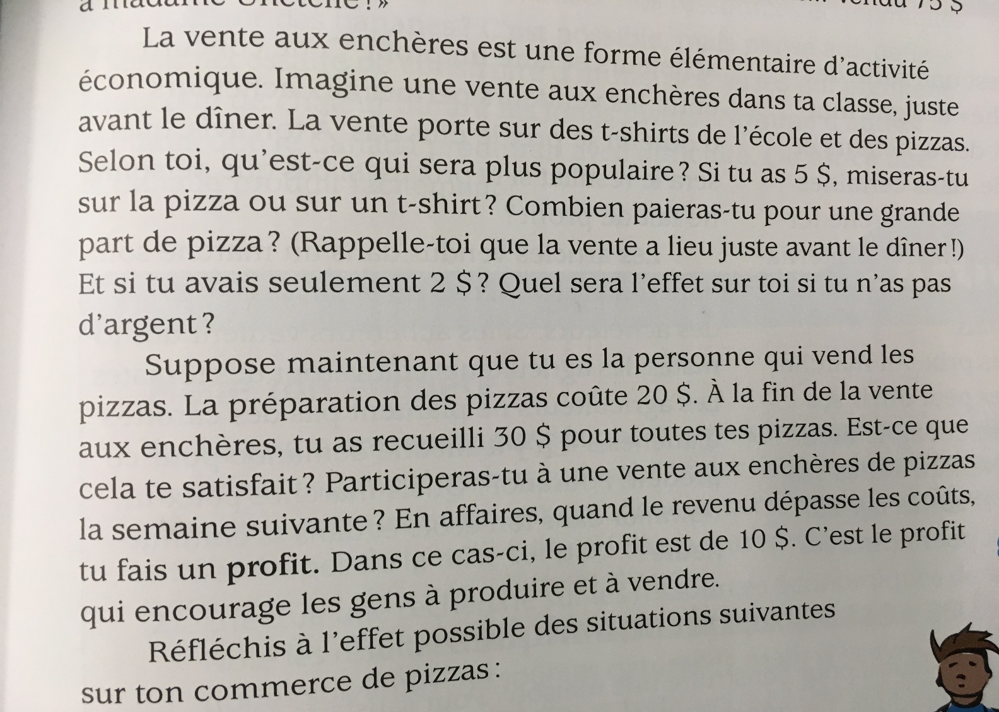 à madame
vendu 75 $
La vente aux enchères est une forme élémentaire d'activité
économique. Imagine une vente aux enchères dans ta classe, juste
avant le dîner. La vente porte sur des t-shirts de l'école et des pizzas.
Selon toi, qu'est-ce qui sera plus populaire ? Si tu as 5 $, miseras-tu
sur la pizza ou sur un t-shirt ? Combien paieras-tu pour une grande
part de pizza ? (Rappelle-toi que la vente a lieu juste avant le dîner !)
Et si tu avais seulement 2 $ ? Quel sera l'effet sur toi si tu n'as pas
d'argent ?
Suppose maintenant que tu es la personne qui vend les
pizzas. La préparation des pizzas coûte 20 $. À la fin de la vente
aux enchères, tu as recueilli 30 $ pour toutes tes pizzas. Est-ce que
cela te satisfait ? Participeras-tu à une vente aux enchères de pizzas
la semaine suivante ? En affaires, quand le revenu dépasse les coûts,
tu fais un profit. Dans ce cas-ci, le profit est de 10 $. C'est le profit
qui encourage les gens à produire et à vendre.
Réfléchis à l'effet possible des situations suivantes
sur ton commerce de pizzas :